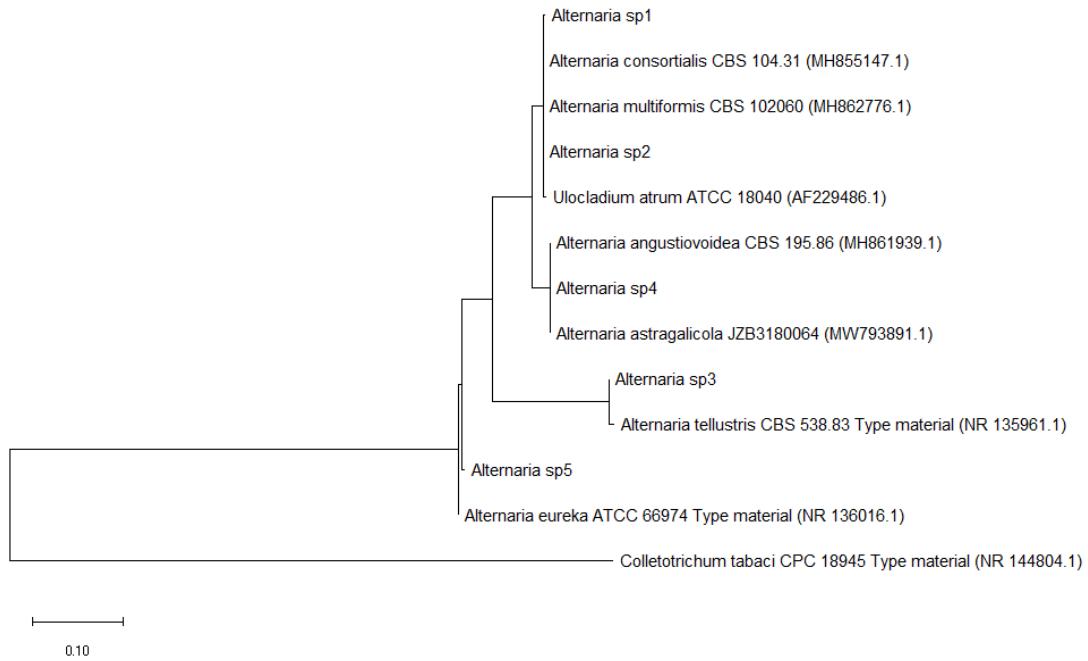 Alternaria sp1
Alternaria consortialis CBS 104.31 (MH855147.1)
Alternaria multiformis CBS 102060 (MH862776.1)
Alternaria sp2
Ulocladium atrum ATCC 18040 (AF229486.1)
Alternaria angustiovoidea CBS 195.86 (MH861939.1)
Alternaria sp4
Alternaria astragalicola JZB3180064 (MW793891.1)
Alternaria sp3
Alternaria tellustris CBS 538.83 Type material (NR 135961.1)
Alternaria sp5
Alternaria eureka ATCC 66974 Type material (NR 136016.1)
Colletotrichum tabaci CPC 18945 Type material (NR 144804.1)
0.10